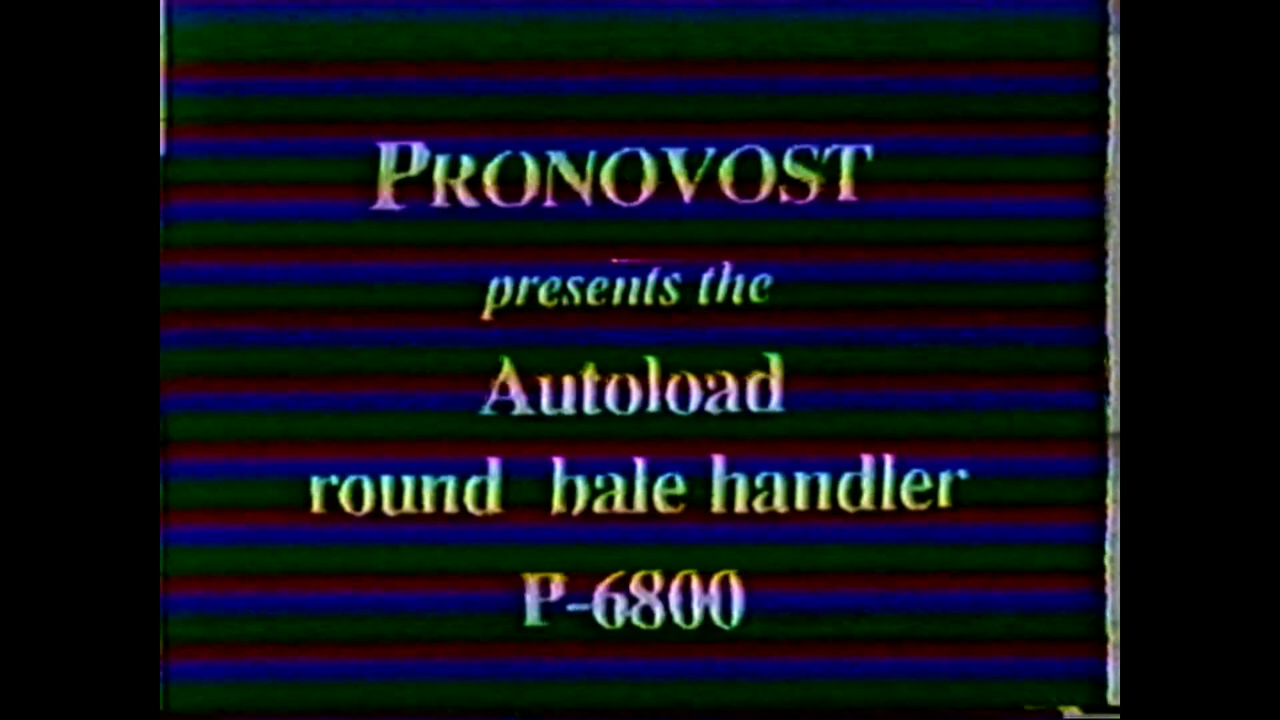 PRONOVOST
presents the
Autoload
round bale handler
P-6800